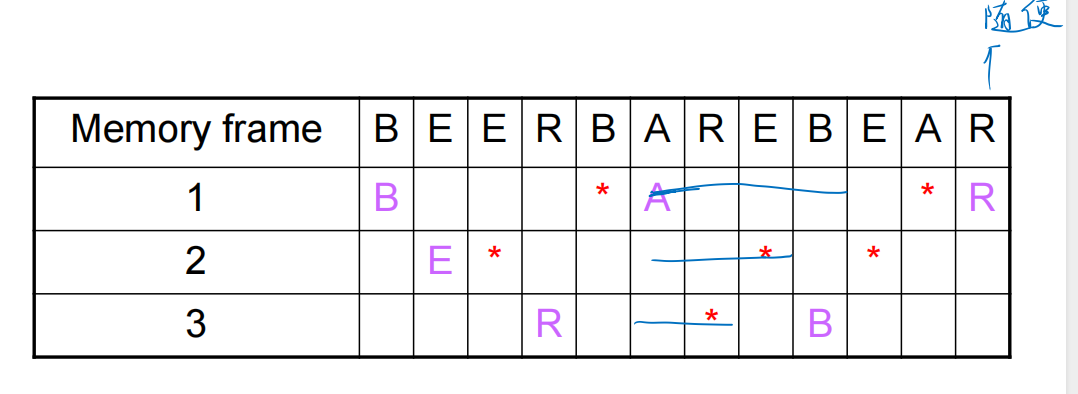 随便
↑
Memory frame B E E R B A R E B E A R
1 B * A * R
2 E * * *
3 R * B